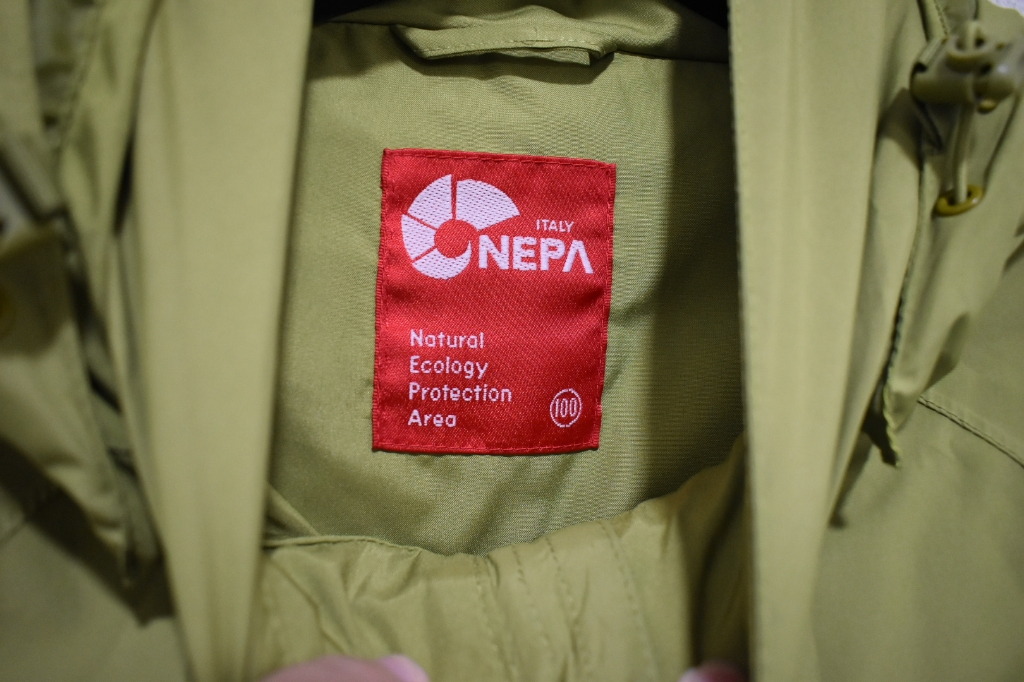 ITALY
NEPA
Natural
Ecology
Protection
Area
100